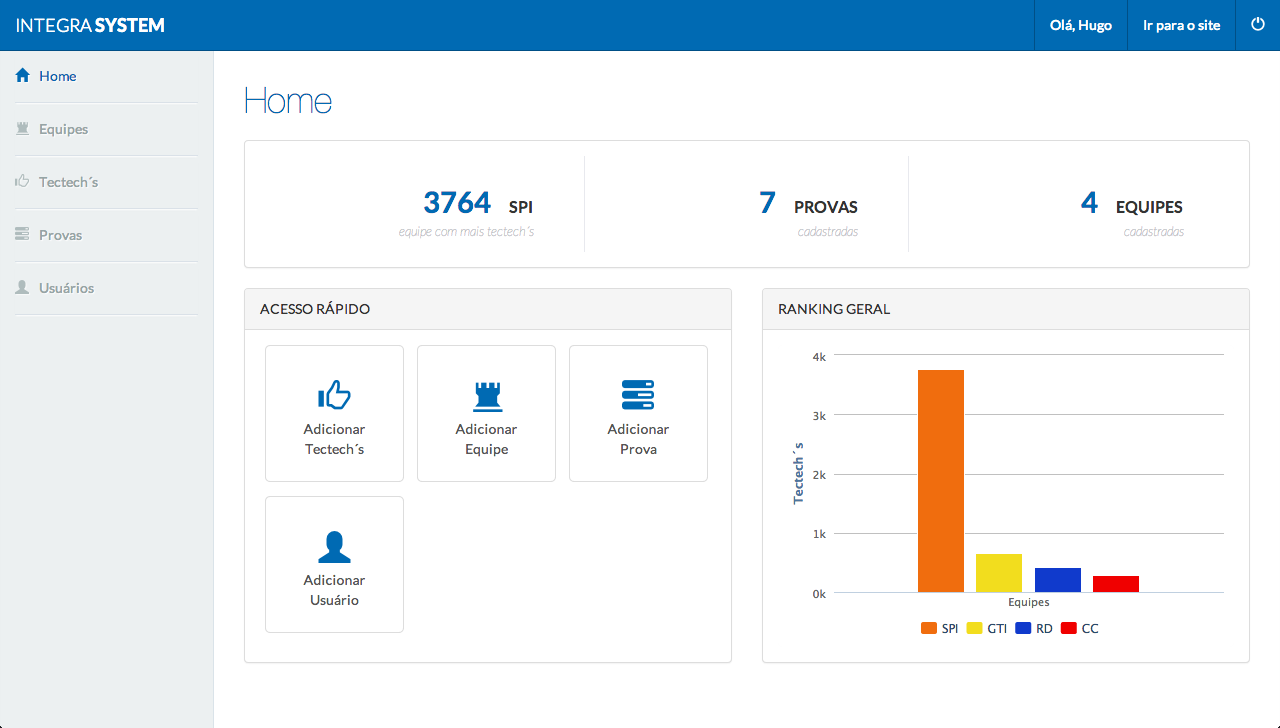 INTEGRA SYSTEM
Olá, Hugo
Ir para o site
Home
Equipes
Tectech´s
Provas
Usuários
Home
3764 SPI
equipe com mais tectech´s
7 PROVAS
cadastradas
4 EQUIPES
cadastradas
ACESSO RÁPIDO
Adicionar
Tectech´s
Adicionar
Equipe
Adicionar
Prova
Adicionar
Usuário
RANKING GERAL
4k
3k
2k
1k
0k
Tectech´s
Equipes
SPI GTI RD CC